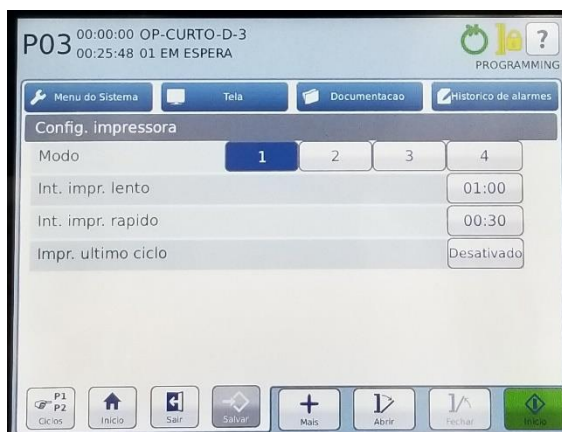 P03 00:00:00 OP-CURTO-D-3
00:25:48 01 EM ESPERA
?
PROGRAMMING
Menu do Sistema Tela Documentacao Historico de alarmes
Config. impressora
Modo 1 2 3 4
Int. impr. lento 01:00
Int. impr. rapido 00:30
Impr. ultimo ciclo Desativado
P1
P2
Ciclos Inicio Sair Salvar Mais Abrir Fechar Inicio